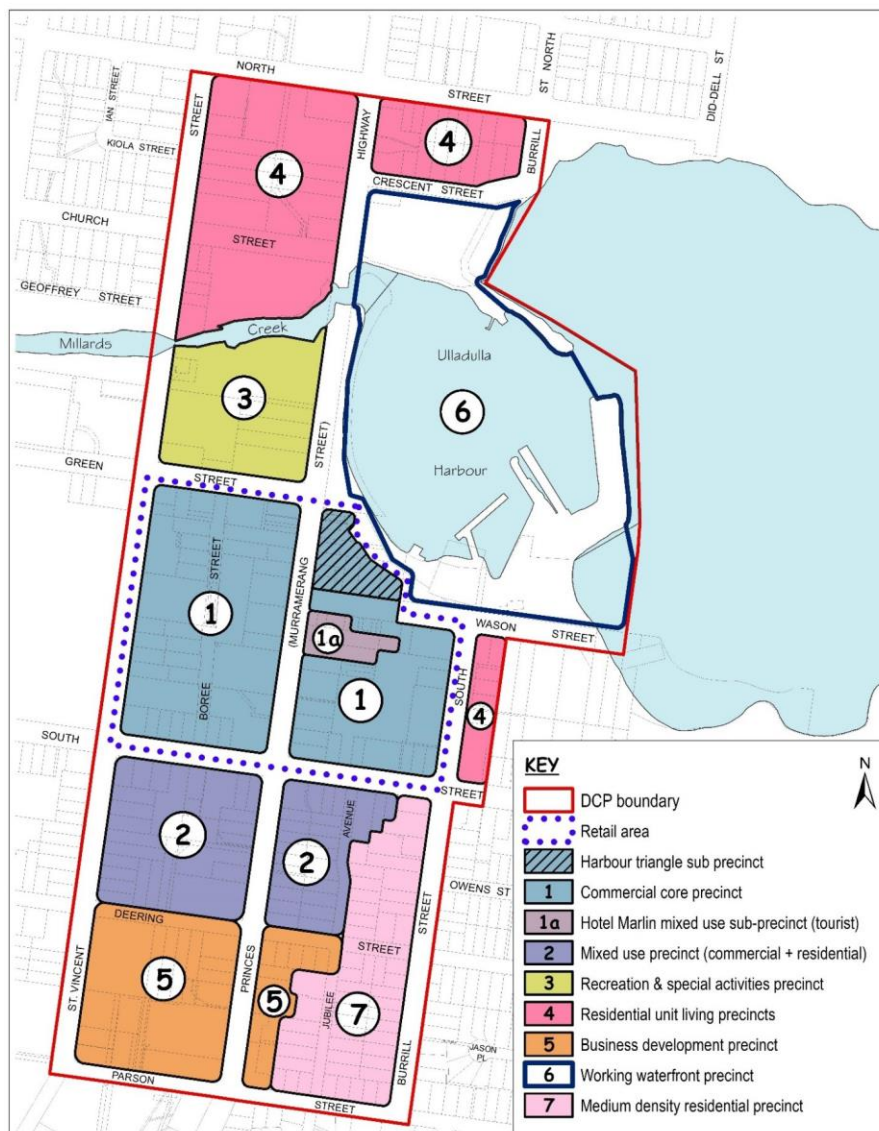 NORTH
STREET
ST NORTH
DID-DELL ST
IAN STREET
KIOLA STREET
STREET
HIGHWAY
4
4
BURRILL
CRESCENT STREET
CHURCH
STREET
GEOFFREY STREET
Millards
Creek
Ulladulla
3
6
STREET)
Harbour
GREEN
STREET
STREET
1
(MURRAMERANG
WASON
STREET
1a
1
BOREE
SOUTH
4
SOUTH
STREET
2
2
AVENUE
OWENS ST
DEERING
STREET
STREET
ST. VINCENT
5
PRINCES
5
JUBILEE
7
BURRILL
JASON
PL
PARSON
STREET
KEY
N
DCP boundary
Retail area
Harbour triangle sub precinct
1 Commercial core precinct
1a Hotel Marlin mixed use sub-precinct (tourist)
2 Mixed use precinct (commercial + residential)
3 Recreation & special activities precinct
4 Residential unit living precincts
5 Business development precinct
6 Working waterfront precinct
7 Medium density residential precinct